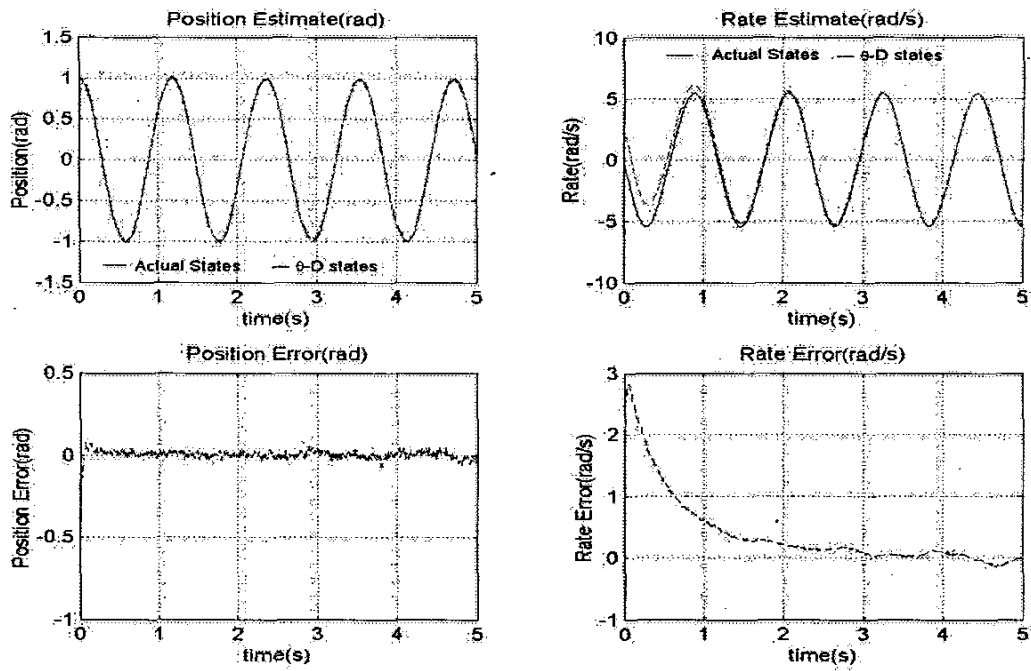 Position Estimate(rad)
1.5
1
0.5
0
-0.5
-1
-1.5
Position(rad)
Actual States
θ-D states
0 1 2 3 4 5
time(s)
Rate Estimate(rad/s)
10
5
0
-5
-10
Rate(rad/s)
Actual States
θ-D states
0 1 2 3 4 5
time(s)
Position Error(rad)
0.5
0
-0.5
-1
Position Error(rad)
0 1 2 3 4 5
time(s)
Rate Error(rad/s)
3
2
1
0
-1
Rate Error(rad/s)
0 1 2 3 4 5
time(s)